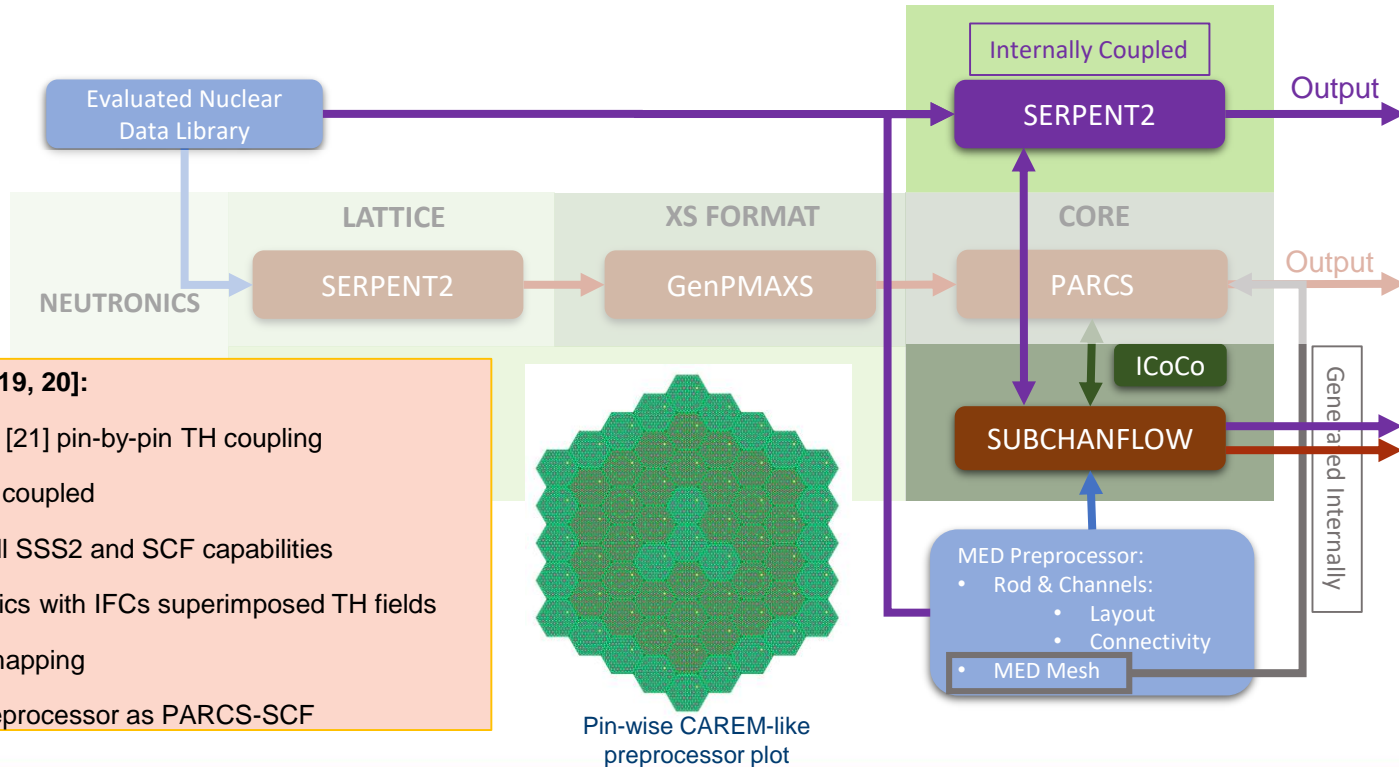 Internally Coupled
Evaluated Nuclear
Data Library
SERPENT2
Output
LATTICE
XS FORMAT
CORE
NEUTRONICS
SERPENT2
GenPMAXS
PARCS
Output
ICoCo
SUBCHANFLOW
Generated Internally
19, 20]:
[21] pin-by-pin TH coupling
coupled
ll SSS2 and SCF capabilities
ics with IFCs superimposed TH fields
mapping
eprocessor as PARCS-SCF
Pin-wise CAREM-like
preprocessor plot
MED Preprocessor:
• Rod & Channels:
• Layout
• Connectivity
• MED Mesh